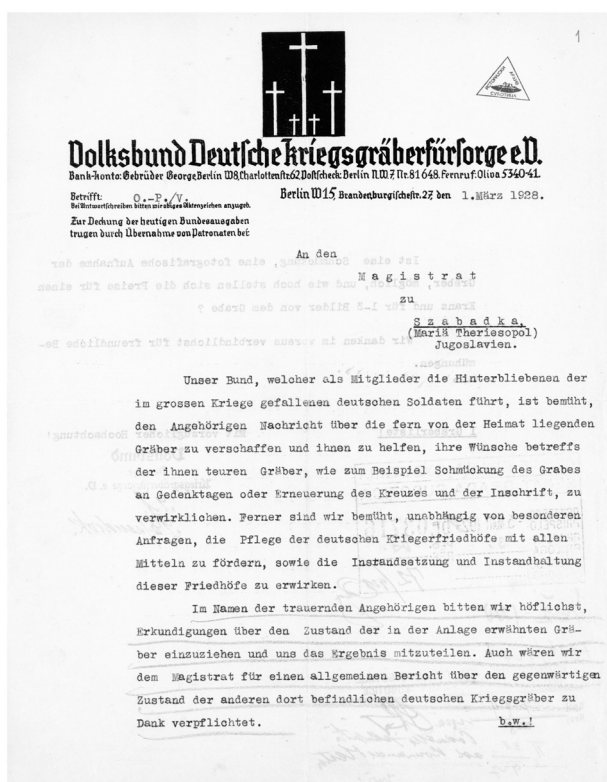 1
ИСТОРИЈСКИ АРХИВ
СУБОТИЦА
Volksbund Deutsche Kriegsgräberfürsorge e.V.
Bank-Konto: Gebrüder George Berlin W8, Charlottenstr. 62, Postscheck: Berlin N.W.7 Nr. 81 648. Fernruf: Oliva 5340-41.
Betrifft: O.-P./V.
Bei Antwortschreiben bitten wir obiges Aktenzeichen anzugeb.
Berlin W15, Brandenburgischestr. 27, den 1. März 1928.
Zur Deckung der heutigen Bundesausgaben
trugen durch Übernahme von Patronaten bei:
An den
Magistrat
zu
Szabadka,
(Mariä Theriesopol)
Jugoslavien.
Unser Bund, welcher als Mitglieder die Hinterbliebenen der
im grossen Kriege gefallenen deutschen Soldaten führt, ist bemüht,
den Angehörigen Nachricht über die fern von der Heimat liegenden
Gräber zu verschaffen und ihnen zu helfen, ihre Wünsche betreffs
der ihnen teuren Gräber, wie zum Beispiel Schmückung des Grabes
an Gedenktagen oder Erneuerung des Kreuzes und der Inschrift, zu
verwirklichen. Ferner sind wir bemüht, unabhängig von besonderen
Anfragen, die Pflege der deutschen Kriegerfriedhöfe mit allen
Mitteln zu fördern, sowie die Instandsetzung und Instandhaltung
dieser Friedhöfe zu erwirken.
Im Namen der trauernden Angehörigen bitten wir höflichst,
Erkundigungen über den Zustand der in der Anlage erwähnten Grä-
ber einzuziehen und uns das Ergebnis mitzuteilen. Auch wären wir
dem Magistrat für einen allgemeinen Bericht über den gegenwärtigen
Zustand der anderen dort befindlichen deutschen Kriegsgräber zu
Dank verpflichtet. b.w.!